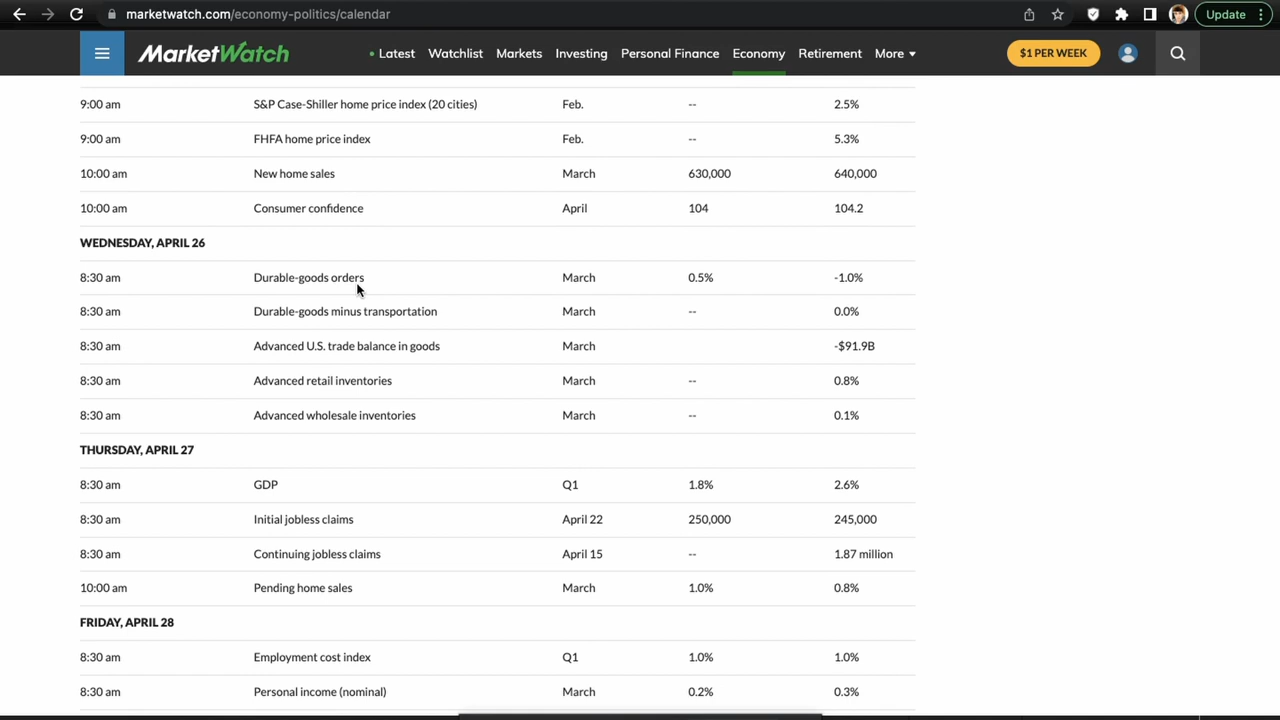 marketwatch.com/economy-politics/calendar Update
MarketWatch Latest Watchlist Markets Investing Personal Finance Economy Retirement More $1 PER WEEK
9:00 am S&P Case-Shiller home price index (20 cities) Feb. -- 2.5%
9:00 am FHFA home price index Feb. -- 5.3%
10:00 am New home sales March 630,000 640,000
10:00 am Consumer confidence April 104 104.2
WEDNESDAY, APRIL 26
8:30 am Durable-goods orders March 0.5% -1.0%
8:30 am Durable-goods minus transportation March -- 0.0%
8:30 am Advanced U.S. trade balance in goods March -$91.9B
8:30 am Advanced retail inventories March -- 0.8%
8:30 am Advanced wholesale inventories March -- 0.1%
THURSDAY, APRIL 27
8:30 am GDP Q1 1.8% 2.6%
8:30 am Initial jobless claims April 22 250,000 245,000
8:30 am Continuing jobless claims April 15 -- 1.87 million
10:00 am Pending home sales March 1.0% 0.8%
FRIDAY, APRIL 28
8:30 am Employment cost index Q1 1.0% 1.0%
8:30 am Personal income (nominal) March 0.2% 0.3%